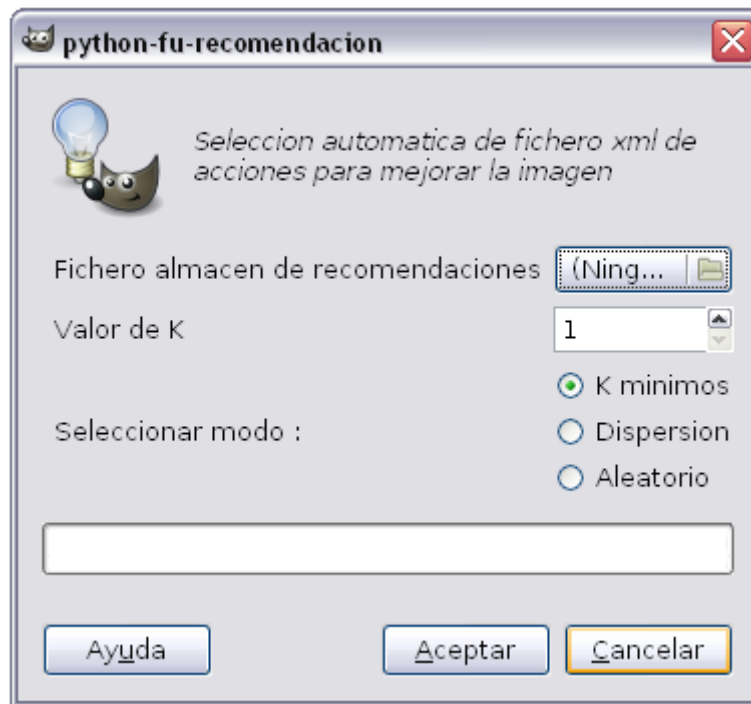 python-fu-recomendacion
Seleccion automatica de fichero xml de
acciones para mejorar la imagen
Fichero almacen de recomendaciones (Ning...
Valor de K 1
K minimos
Seleccionar modo : Dispersion
Aleatorio
Ayuda Aceptar Cancelar